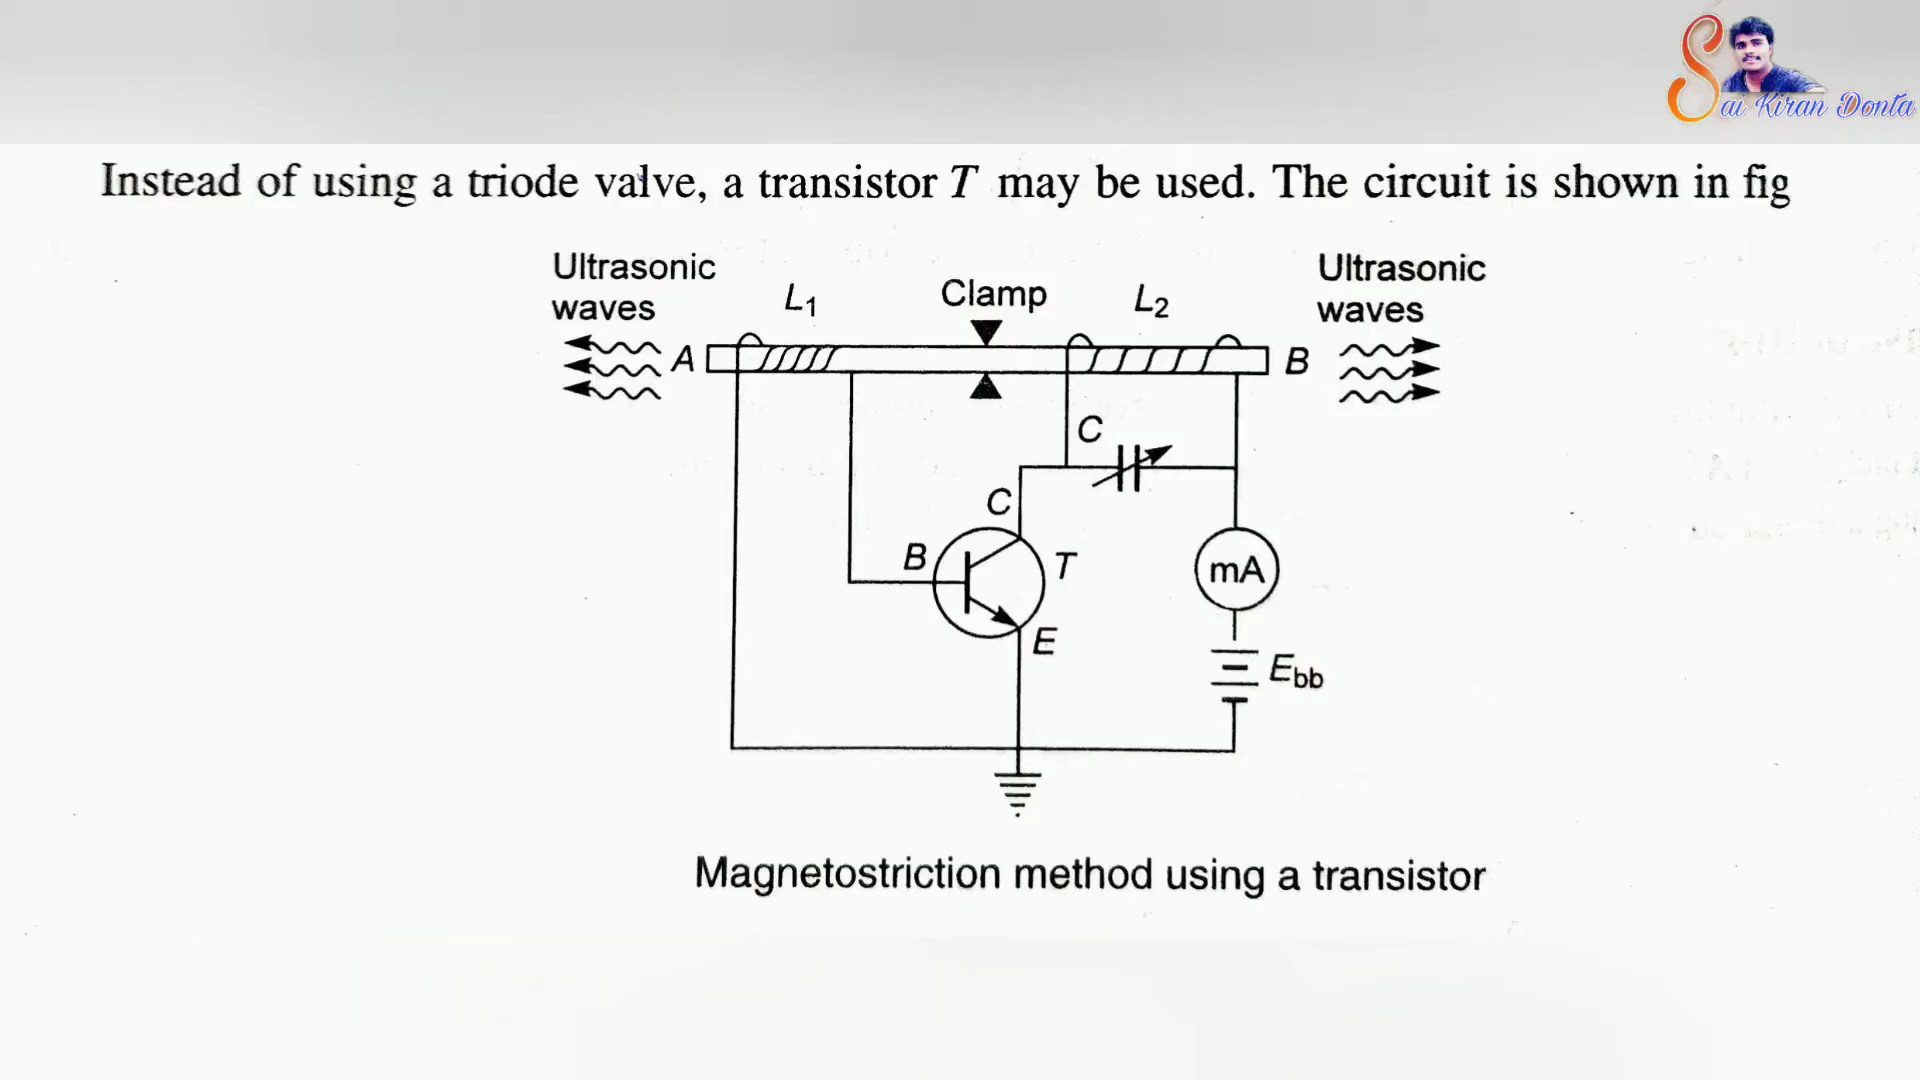 Sai Kiran Donta
Instead of using a triode valve, a transistor T may be used. The circuit is shown in fig
Ultrasonic
waves
L1
Clamp
L2
Ultrasonic
waves
A
B
C
C
B
T
mA
E
Ebb
Magnetostriction method using a transistor